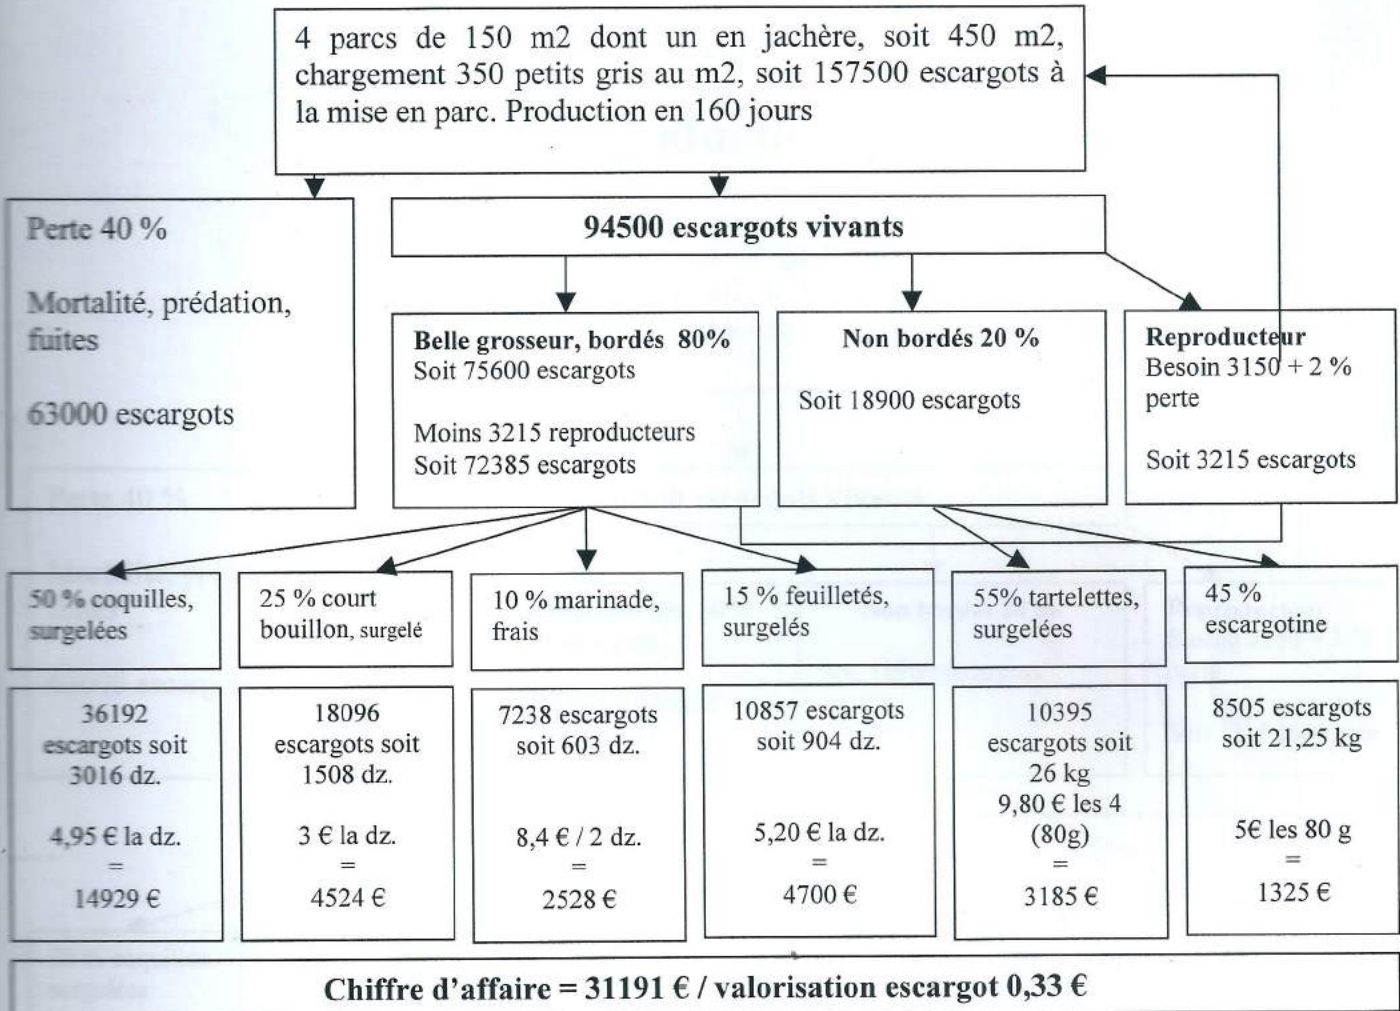 4 parcs de 150 m2 dont un en jachère, soit 450 m2,
chargement 350 petits gris au m2, soit 157500 escargots à
la mise en parc. Production en 160 jours
Perte 40 %
Mortalité, prédation,
fuites
63000 escargots
94500 escargots vivants
Belle grosseur, bordés 80%
Soit 75600 escargots
Moins 3215 reproducteurs
Soit 72385 escargots
Non bordés 20 %
Soit 18900 escargots
Reproducteur
Besoin 3150 + 2 %
perte
Soit 3215 escargots
50 % coquilles,
surgelées
25 % court
bouillon, surgelé
10 % marinade,
frais
15 % feuilletés,
surgelés
55% tartelettes,
surgelées
45 %
escargotine
36192
escargots soit
3016 dz.
4,95 € la dz.
=
14929 €
18096
escargots soit
1508 dz.
3 € la dz.
=
4524 €
7238 escargots
soit 603 dz.
8,4 € / 2 dz.
=
2528 €
10857 escargots
soit 904 dz.
5,20 € la dz.
=
4700 €
10395
escargots soit
26 kg
9,80 € les 4
(80g)
=
3185 €
8505 escargots
soit 21,25 kg
5€ les 80 g
=
1325 €
Chiffre d'affaire = 31191 € / valorisation escargot 0,33 €